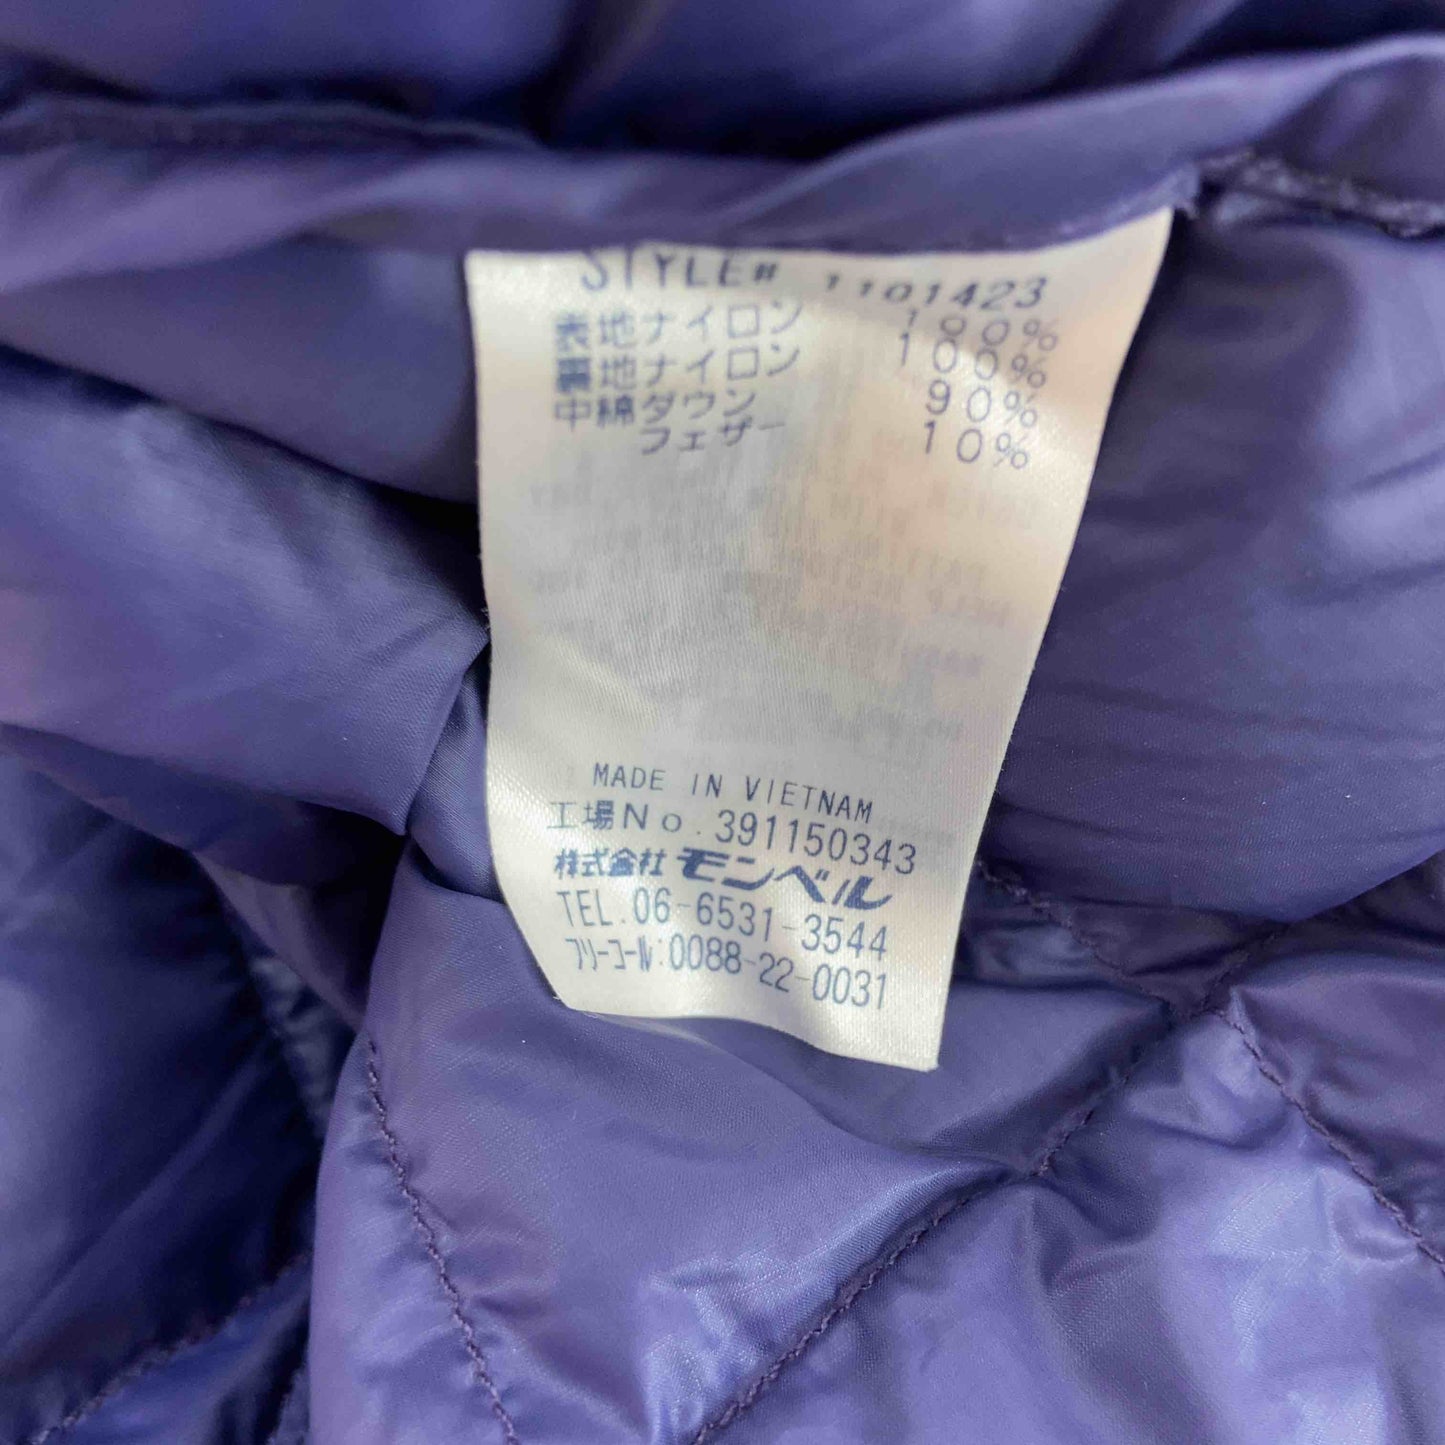 STYLE# 1101423
表地ナイロン 100%
裏地ナイロン 100%
中綿ダウン 90%
フェザー 10%
MADE IN VIETNAM
工場No.391150343
株式會社モンベル
TEL.06-6531-3544
フリーコール:0088-22-0031